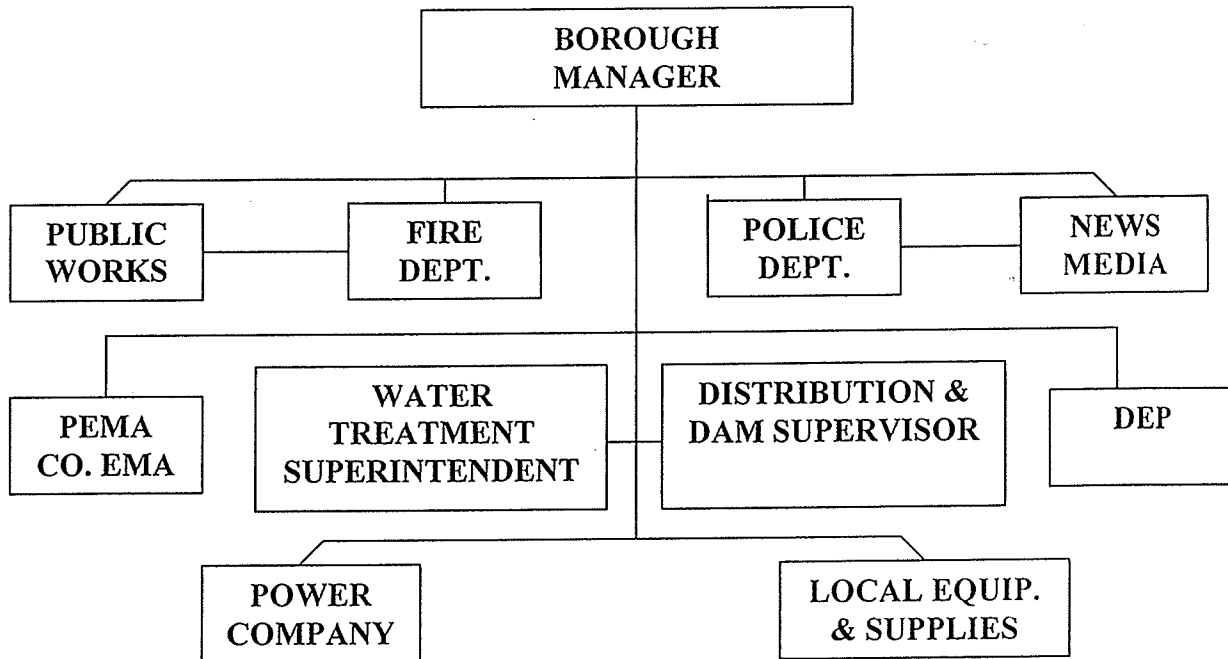 BOROUGH
MANAGER
PUBLIC
WORKS
FIRE
DEPT.
POLICE
DEPT.
NEWS
MEDIA
PEMA
CO. EMA
WATER
TREATMENT
SUPERINTENDENT
DISTRIBUTION &
DAM SUPERVISOR
DEP
POWER
COMPANY
LOCAL EQUIP.
& SUPPLIES